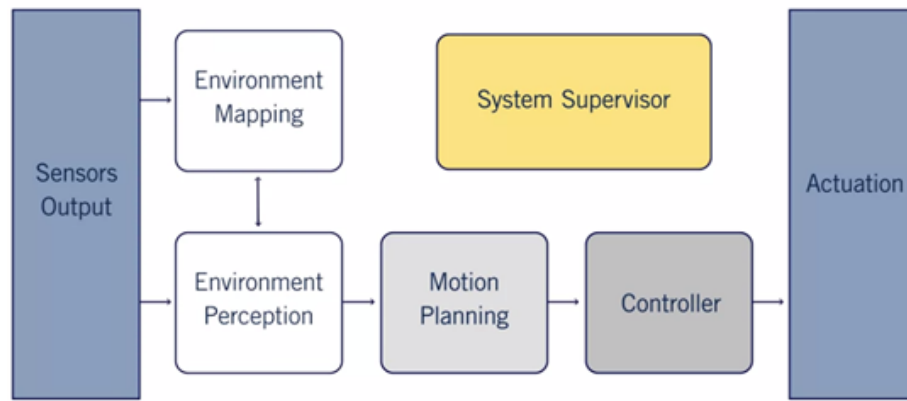 Sensors
Output
Environment
Mapping
System Supervisor
Actuation
Environment
Perception
Motion
Planning
Controller